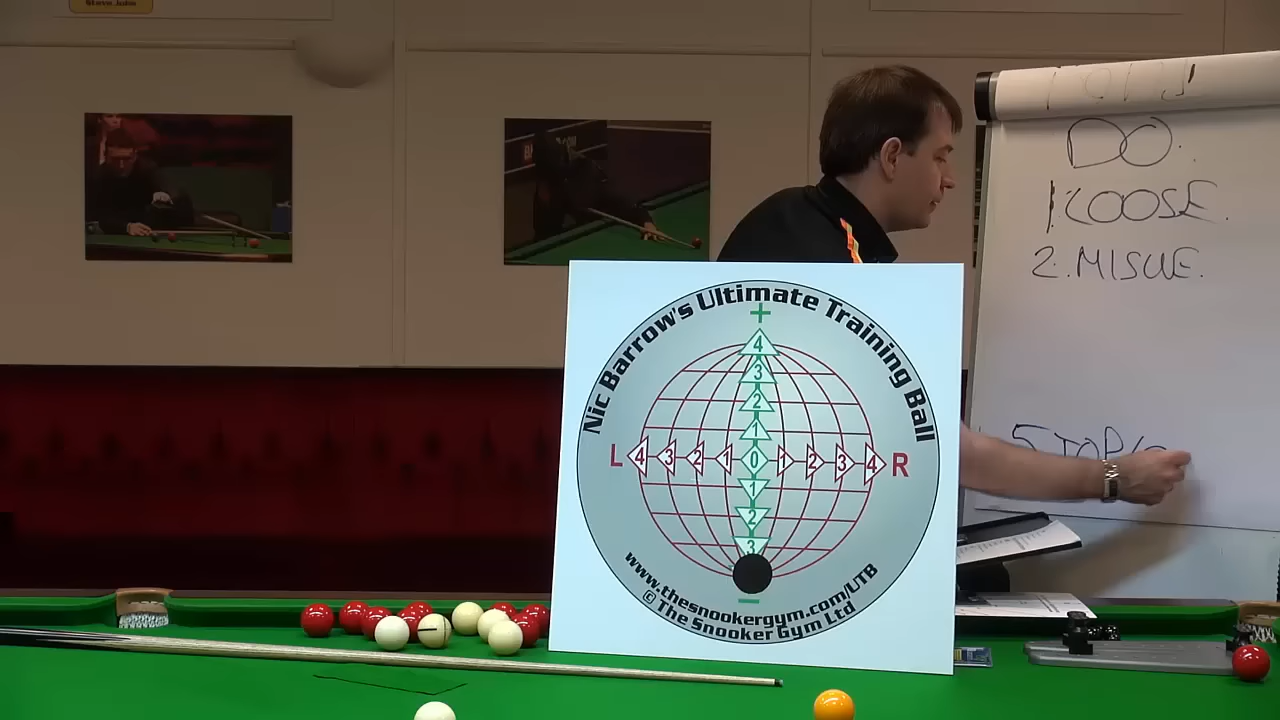 DO.
1. LOOSE.
2. MISCUE.
STOP/
Nic Barrow's Ultimate Training Ball
+
4
3
2
1
L 4 3 2 1 0 1 2 3 4 R
1
2
3
–
www.thesnookergym.com/UTB
© The Snooker Gym Ltd